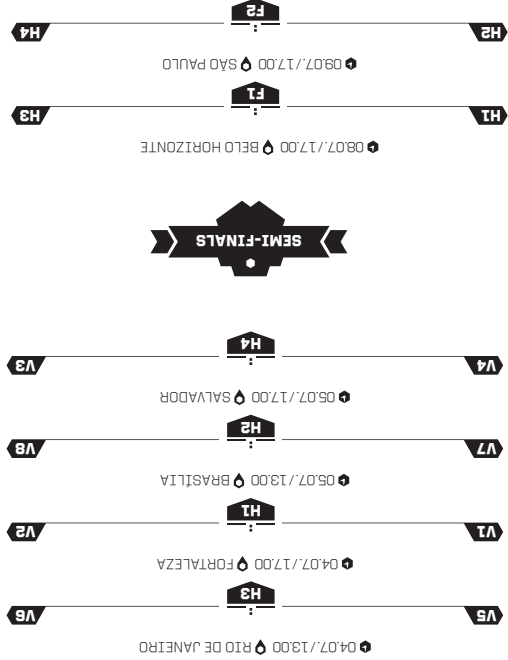 04.07./13.00 RIO DE JANEIRO
V5 : V6
H3
04.07./17.00 FORTALEZA
V1 : V2
H1
05.07./13.00 BRASÍLIA
V7 : V8
H2
05.07./17.00 SALVADOR
V4 : V3
H4
SEMI-FINALS
08.07./17.00 BELO HORIZONTE
H1 : H3
F1
09.07./17.00 SÃO PAULO
H2 : H4
F2